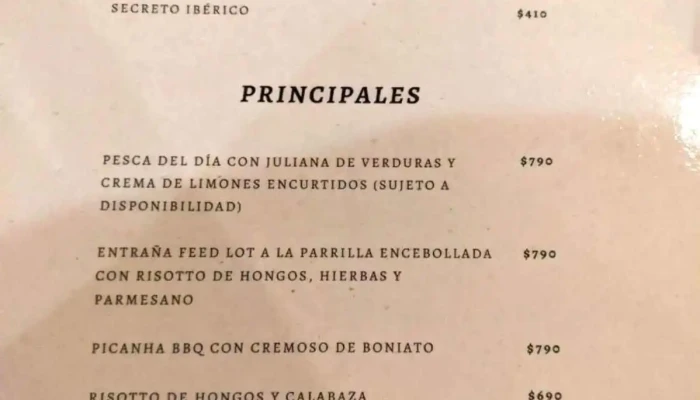 SECRETO IBÉRICO $410
PRINCIPALES
PESCA DEL DÍA CON JULIANA DE VERDURAS Y $790
CREMA DE LIMONES ENCURTIDOS (SUJETO A
DISPONIBILIDAD)
ENTRAÑA FEED LOT A LA PARRILLA ENCEBOLLADA $790
CON RISOTTO DE HONGOS, HIERBAS Y
PARMESANO
PICANHA BBQ CON CREMOSO DE BONIATO $790
RISOTTO DE HONGOS Y CALABAZA $690